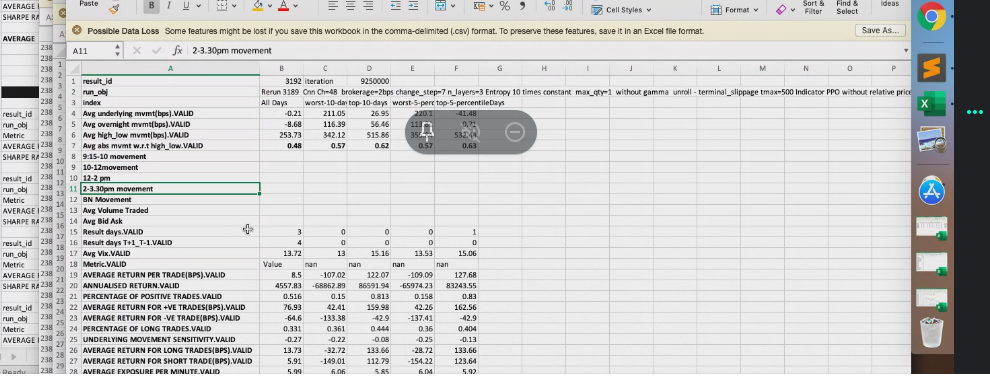 Paste
B I U
Cell Styles
Format
Sort &
Filter
Find &
Select
Ideas
Possible Data Loss Some features might be lost if you save this workbook in the comma-delimited (.csv) format. To preserve these features, save it in an Excel file format. Save As...
A11 fx 2-3.30pm movement
A B C D E F G H I J K L M N O P
1 result_id 3192 iteration 9250000
2 run_obj Rerun 3189 Cnn Ch=48 brokerage=2bps change_step=7 n_layers=3 Entropy 10 times constant max_qty=1 without gamma unroll - terminal_slippage tmax=500 Indicator PPO without relative price
3 index All Days worst-10-day top-10-days worst-5-perc top-5-percentileDays
4 Avg underlying mvmt(bps).VALID -0.21 211.05 26.95 220.1 -41.48
5 Avg overnight mvmt(bps).VALID -8.68 116.39 56.46
6 Avg high_low mvmt(bps).VALID 253.73 342.12 515.86
7 Avg abs mvmt w.r.t high_low.VALID 0.48 0.57 0.62 0.57 0.63
8 9:15-10 movement
9 10-12movement
10 12-2 pm
11 2-3.30pm movement
12 BN Movement
13 Avg Volume Traded
14 Avg Bid Ask
15 Result days.VALID 3 0 0 0 1
16 Result days T+1_T-1.VALID 4 0 0 0 0
17 Avg Vix.VALID 13.72 13 15.16 13.53 15.06
18 Metric.VALID Value nan nan nan nan
19 AVERAGE RETURN PER TRADE(BPS).VALID 8.5 -107.02 122.07 -109.09 127.68
20 ANNUALISED RETURN.VALID 4557.83 -68862.89 86591.94 -65974.23 83243.55
21 PERCENTAGE OF POSITIVE TRADES.VALID 0.516 0.15 0.813 0.158 0.83
22 AVERAGE RETURN FOR +VE TRADES(BPS).VALID 76.93 42.41 159.98 42.26 162.56
23 AVERAGE RETURN FOR -VE TRADE(BPS).VALID -64.6 -133.38 -42.9 -137.41 -42.9
24 PERCENTAGE OF LONG TRADES.VALID 0.331 0.361 0.444 0.36 0.404
25 UNDERLYING MOVEMENT SENSITIVITY.VALID -0.27 -0.22 -0.08 -0.25 -0.13
26 AVERAGE RETURN FOR LONG TRADES(BPS).VALID 13.73 -32.72 133.66 -28.72 133.66
27 AVERAGE RETURN FOR SHORT TRADE(BPS).VALID 5.91 -149.01 112.79 -154.22 123.64
28 AVERAGE EXPOSURE PER MINUTE.VALID 5.99 6.06 5.85 6.04 5.92
AVERAGE
SHARPE RA
AVERAGE
result_id
run_obj
Metric
AVERAGE R
SHARPE RA
result_id
run_obj
Metric
AVERAGE R
SHARPE RA
result_id
run_obj
Metric
AVERAGE R
Ready